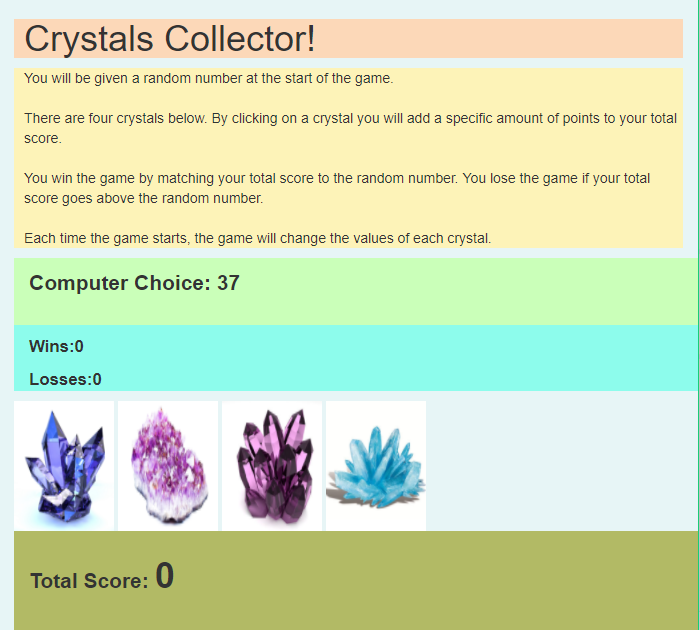 Crystals Collector!
You will be given a random number at the start of the game.
There are four crystals below. By clicking on a crystal you will add a specific amount of points to your total
score.
You win the game by matching your total score to the random number. You lose the game if your total
score goes above the random number.
Each time the game starts, the game will change the values of each crystal.
Computer Choice: 37
Wins:0
Losses:0
Total Score: 0